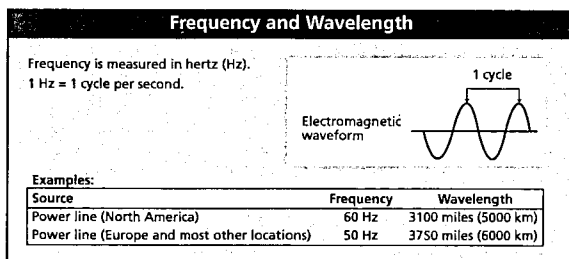 Frequency and Wavelength
Frequency is measured in hertz (Hz).
1 Hz = 1 cycle per second.
1 cycle
Electromagnetic
waveform
Examples:
Source Frequency Wavelength
Power line (North America) 60 Hz 3100 miles (5000 km)
Power line (Europe and most other locations) 50 Hz 3750 miles (6000 km)